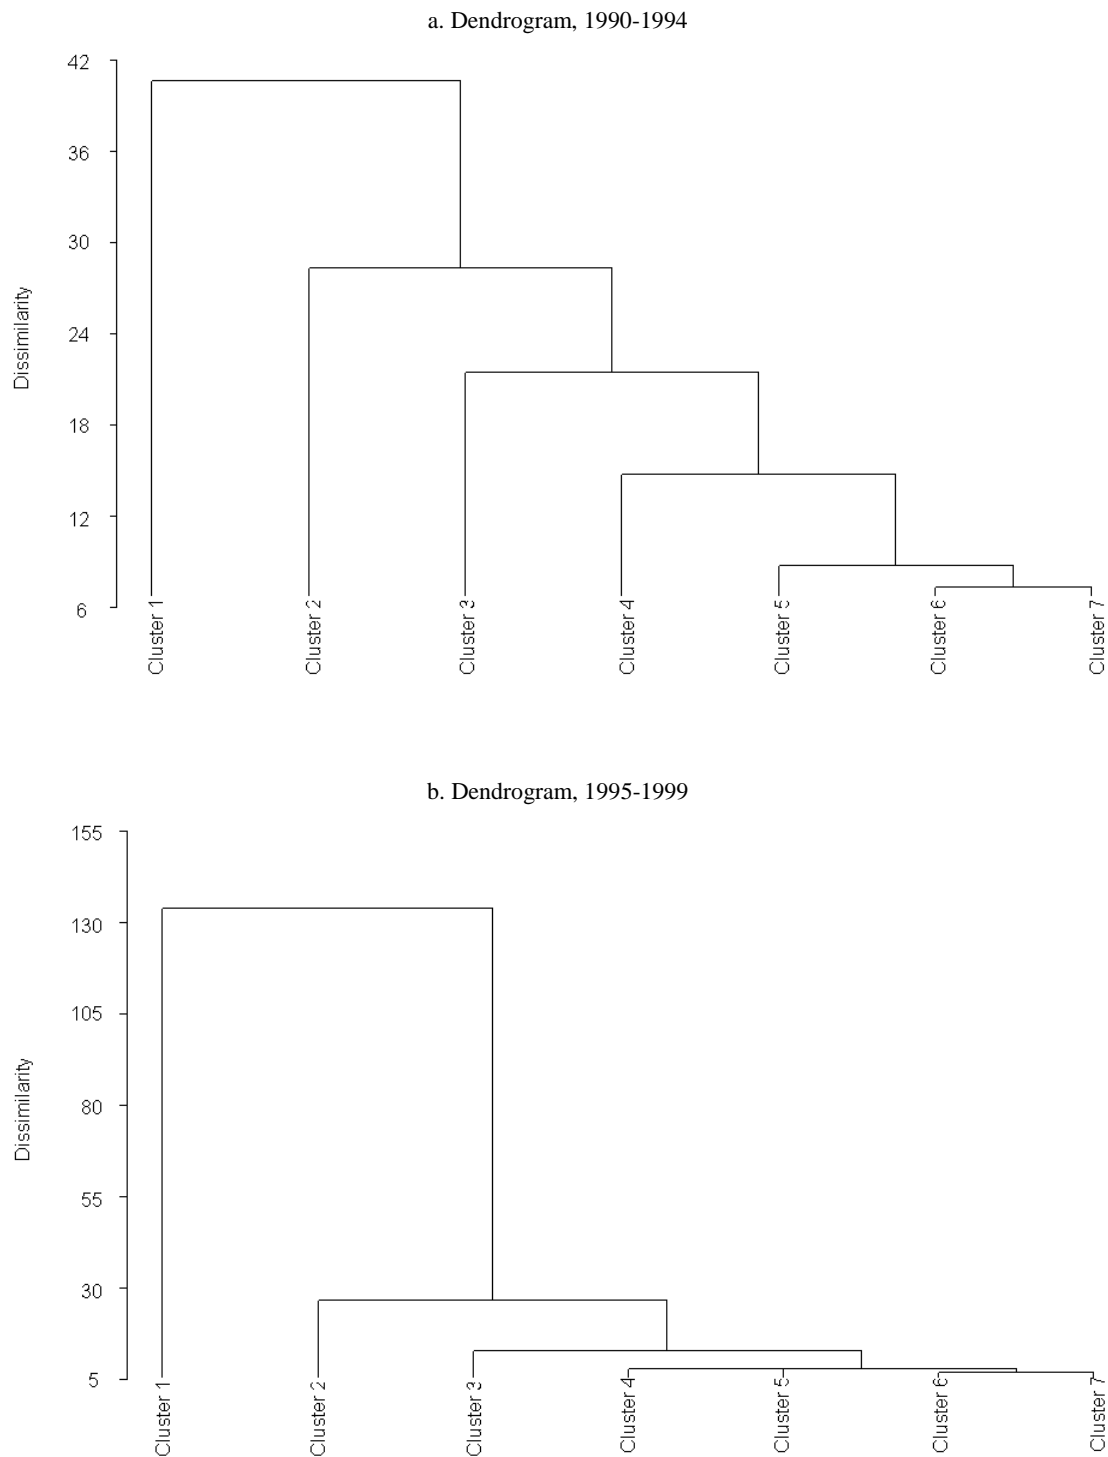 a. Dendrogram, 1990-1994
42
36
30
24
18
12
6
Dissimilarity
Cluster 1
Cluster 2
Cluster 3
Cluster 4
Cluster 5
Cluster 6
Cluster 7
b. Dendrogram, 1995-1999
155
130
105
80
55
30
5
Dissimilarity
Cluster 1
Cluster 2
Cluster 3
Cluster 4
Cluster 5
Cluster 6
Cluster 7